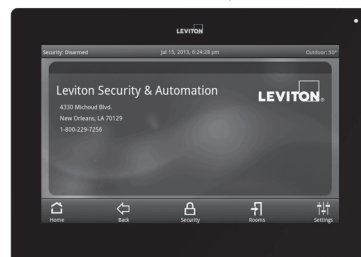 LEVITON
Security: Disarmed Jul 15, 2013, 6:24:28 pm Outdoor: 53°
Leviton Security & Automation
LEVITON®
4330 Michoud Blvd.
New Orleans, LA 70129
1-800-229-7256
Home Back Security Rooms Settings